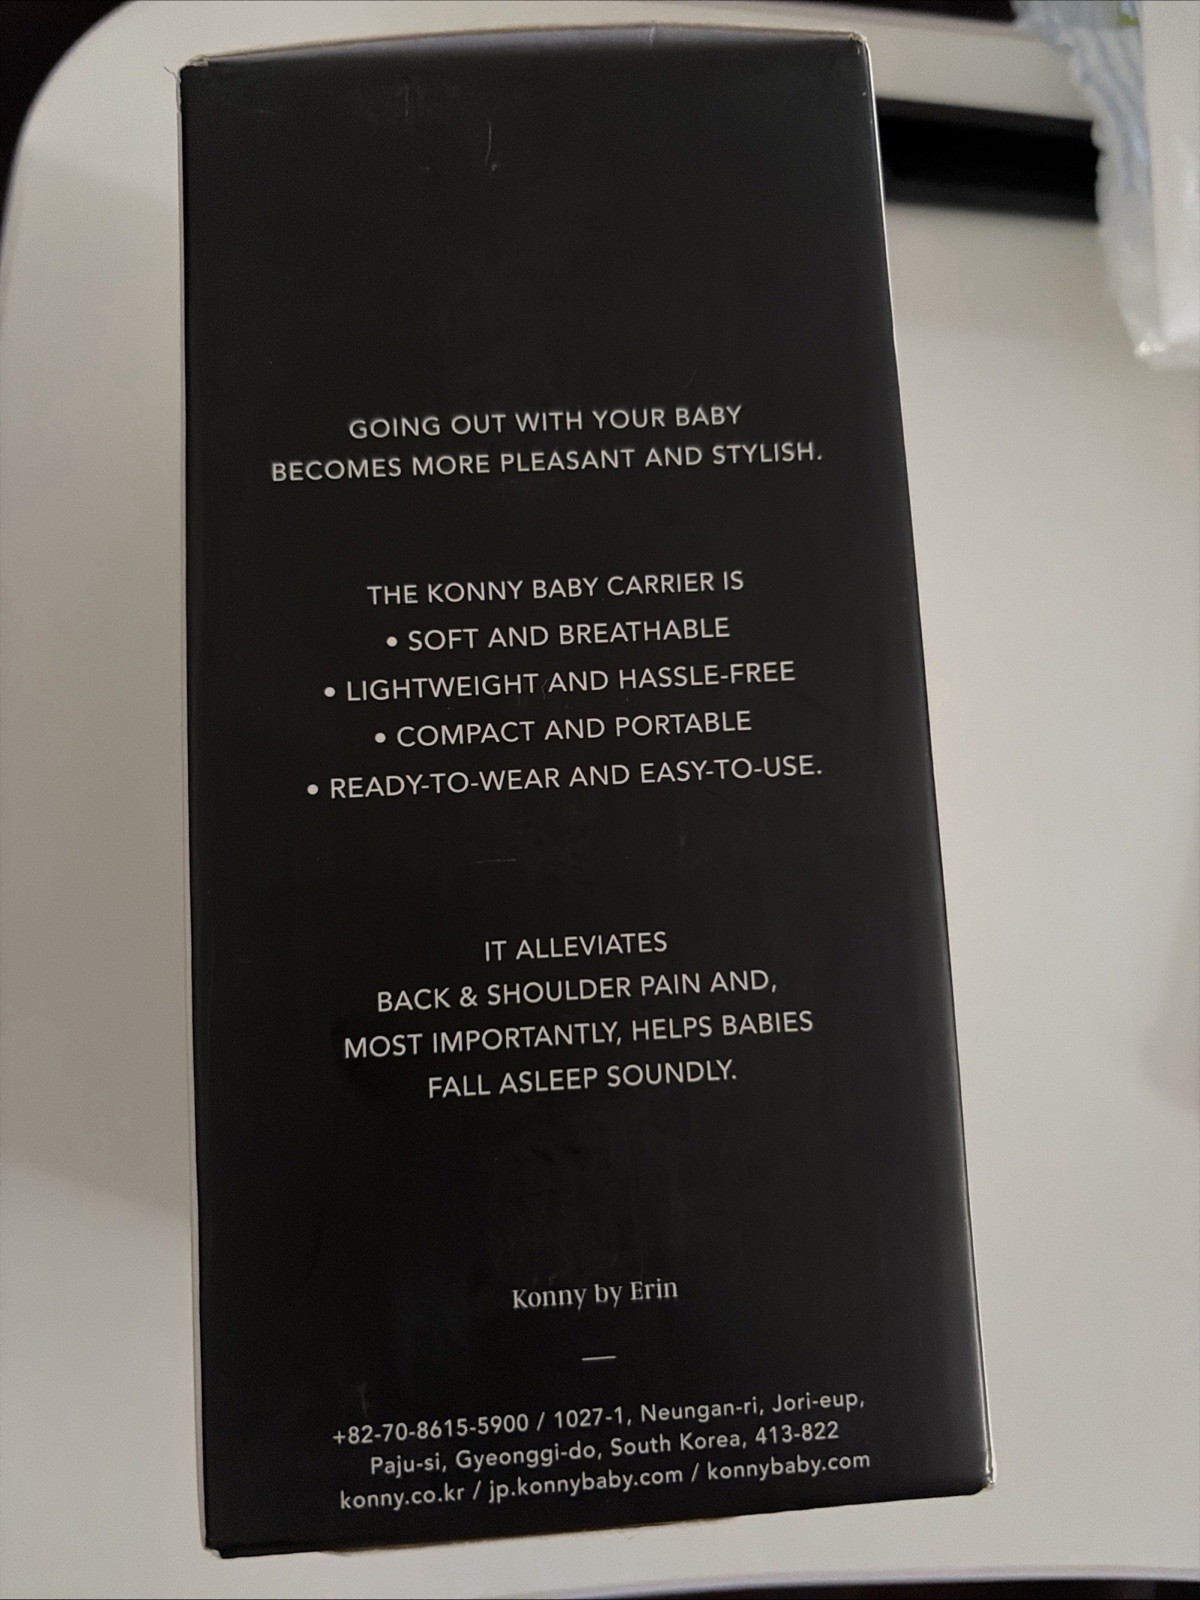 GOING OUT WITH YOUR BABY
BECOMES MORE PLEASANT AND STYLISH.
THE KONNY BABY CARRIER IS
• SOFT AND BREATHABLE
• LIGHTWEIGHT AND HASSLE-FREE
• COMPACT AND PORTABLE
• READY-TO-WEAR AND EASY-TO-USE.
IT ALLEVIATES
BACK & SHOULDER PAIN AND,
MOST IMPORTANTLY, HELPS BABIES
FALL ASLEEP SOUNDLY.
Konny by Erin
+82-70-8615-5900 / 1027-1, Neungan-ri, Jori-eup,
Paju-si, Gyeonggi-do, South Korea, 413-822
konny.co.kr / jp.konnybaby.com / konnybaby.com